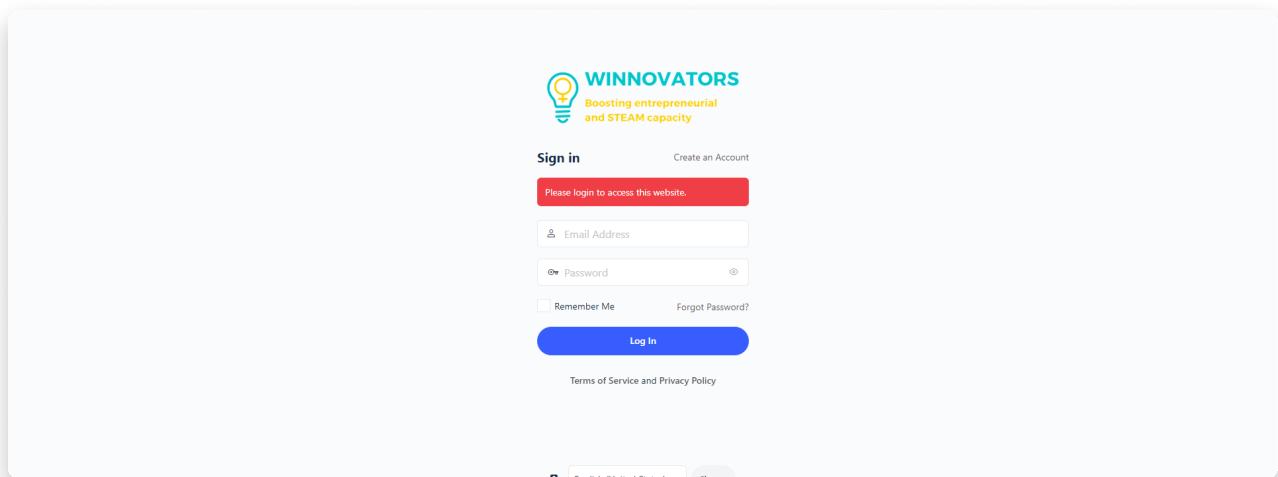 WINNOVATORS
Boosting entrepreneurial
and STEAM capacity
Sign in
Create an Account
Please login to access this website.
Email Address
Password
Remember Me
Forgot Password?
Log In
Terms of Service and Privacy Policy